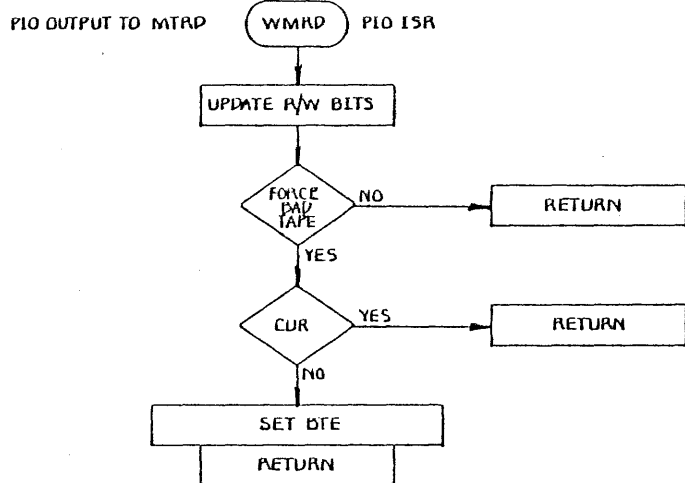 PIO OUTPUT TO MTRD
WMRD
PIO ISR
UPDATE R/W BITS
FORCE
BAD
TAPE
NO
RETURN
YES
CUR
YES
RETURN
NO
SET BTE
RETURN